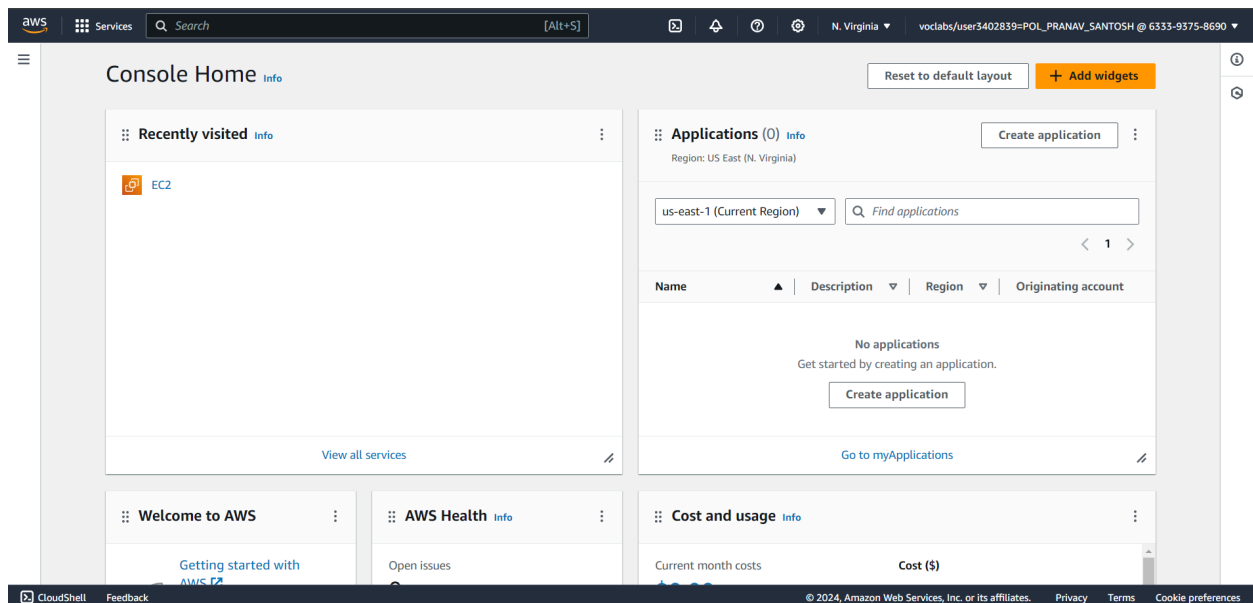 aws
Services
Search [Alt+S]
N. Virginia
voclabs/user3402839=POL_PRANAV_SANTOSH @ 6333-9375-8690
Console Home Info
Reset to default layout
+ Add widgets
Recently visited Info
EC2
View all services
Applications (0) Info
Region: US East (N. Virginia)
Create application
us-east-1 (Current Region)
Find applications
1
Name Description Region Originating account
No applications
Get started by creating an application.
Create application
Go to myApplications
Welcome to AWS
Getting started with
AWS
AWS Health Info
Open issues
Cost and usage Info
Current month costs Cost ($)
CloudShell Feedback © 2024, Amazon Web Services, Inc. or its affiliates. Privacy Terms Cookie preferences